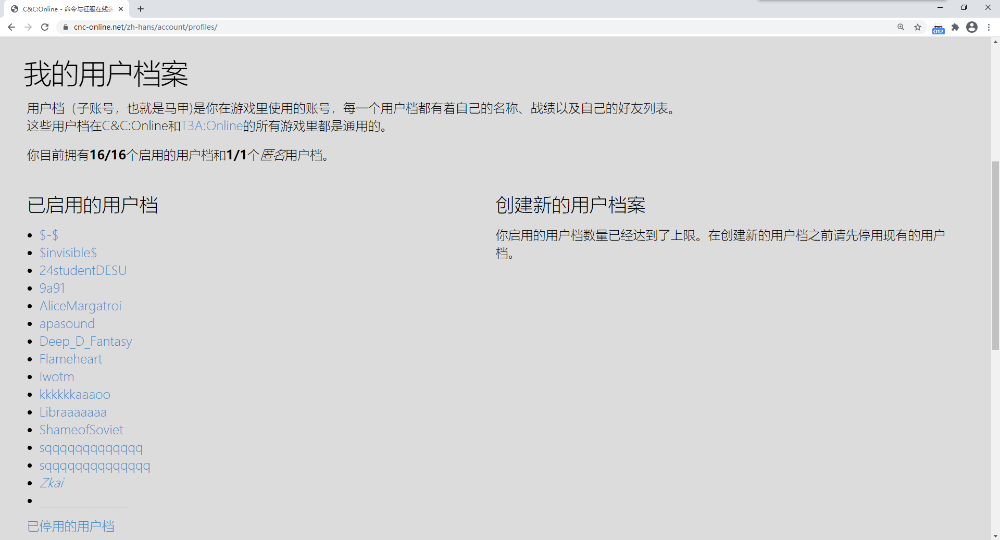 C&C:Online - 命令与征服在线多
cnc-online.net/zh-hans/account/profiles/
012
我的用户档案
用户档（子账号，也就是马甲)是你在游戏里使用的账号，每一个用户档都有着自己的名称、战绩以及自己的好友列表。
这些用户档在C&C:Online和T3A:Online的所有游戏里都是通用的。
你目前拥有16/16个启用的用户档和1/1个匿名用户档。
已启用的用户档
$-$
$invisible$
24studentDESU
9a91
AliceMargatroi
apasound
Deep_D_Fantasy
Flameheart
Iwotm
kkkkkkaaaoo
Libraaaaaaa
ShameofSoviet
sqqqqqqqqqqqqq
sqqqqqqqqqqqqqq
Zkai
_______________
已停用的用户档
创建新的用户档案
你启用的用户档数量已经达到了上限。在创建新的用户档之前请先停用现有的用户
档。